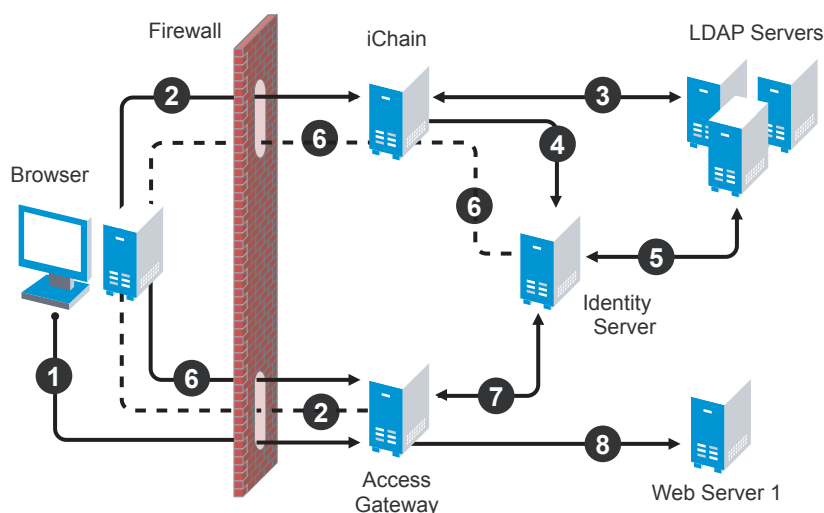 Firewall
iChain
LDAP Servers
2
3
6
4
Browser
6
5
Identity
Server
1
6
7
2
8
Access
Gateway
Web Server 1